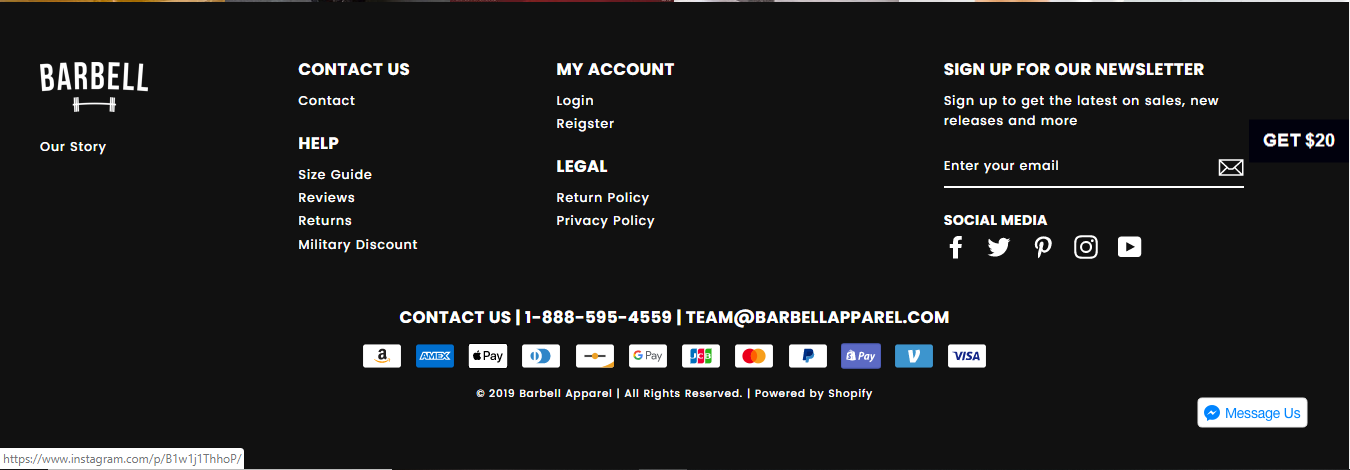 BARBELL
Our Story
CONTACT US
Contact
HELP
Size Guide
Reviews
Returns
Military Discount
MY ACCOUNT
Login
Reigster
LEGAL
Return Policy
Privacy Policy
SIGN UP FOR OUR NEWSLETTER
Sign up to get the latest on sales, new
releases and more
Enter your email
GET $20
SOCIAL MEDIA
CONTACT US | 1-888-595-4559 | TEAM@BARBELLAPPAREL.COM
a AMEX Pay G Pay JCB Pay V VISA
© 2019 Barbell Apparel | All Rights Reserved. | Powered by Shopify
Message Us
https://www.instagram.com/p/B1w1j1ThhoP/